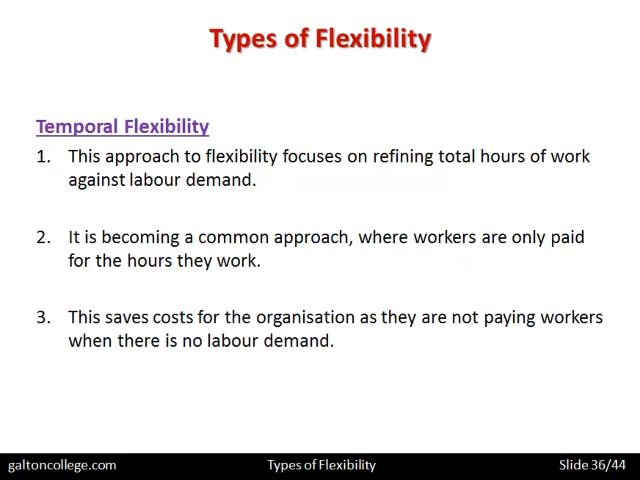 Types of Flexibility
Temporal Flexibility
1. This approach to flexibility focuses on refining total hours of work
against labour demand.
2. It is becoming a common approach, where workers are only paid
for the hours they work.
3. This saves costs for the organisation as they are not paying workers
when there is no labour demand.
galtoncollege.com Types of Flexibility Slide 36/44